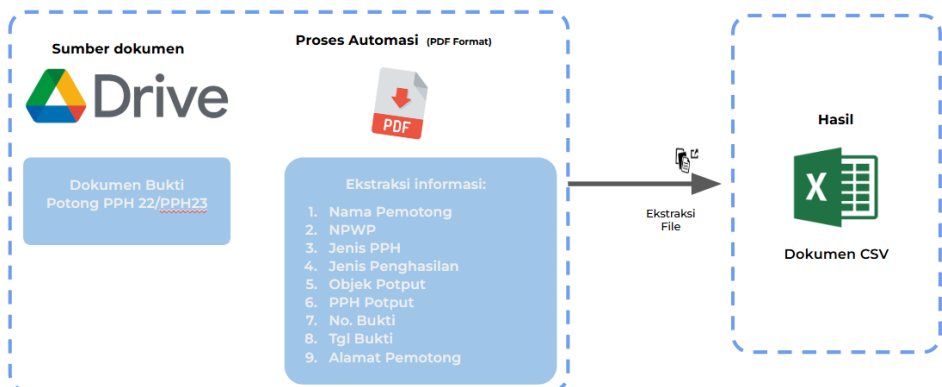 Sumber dokumen
Drive
Dokumen Bukti
Potong PPH 22/PPH23
Proses Automasi (PDF Format)
PDF
Ekstraksi informasi:
1. Nama Pemotong
2. NPWP
3. Jenis PPH
4. Jenis Penghasilan
5. Objek Potput
6. PPH Potput
7. No. Bukti
8. Tgl Bukti
9. Alamat Pemotong
Ekstraksi
File
Hasil
X
Dokumen CSV